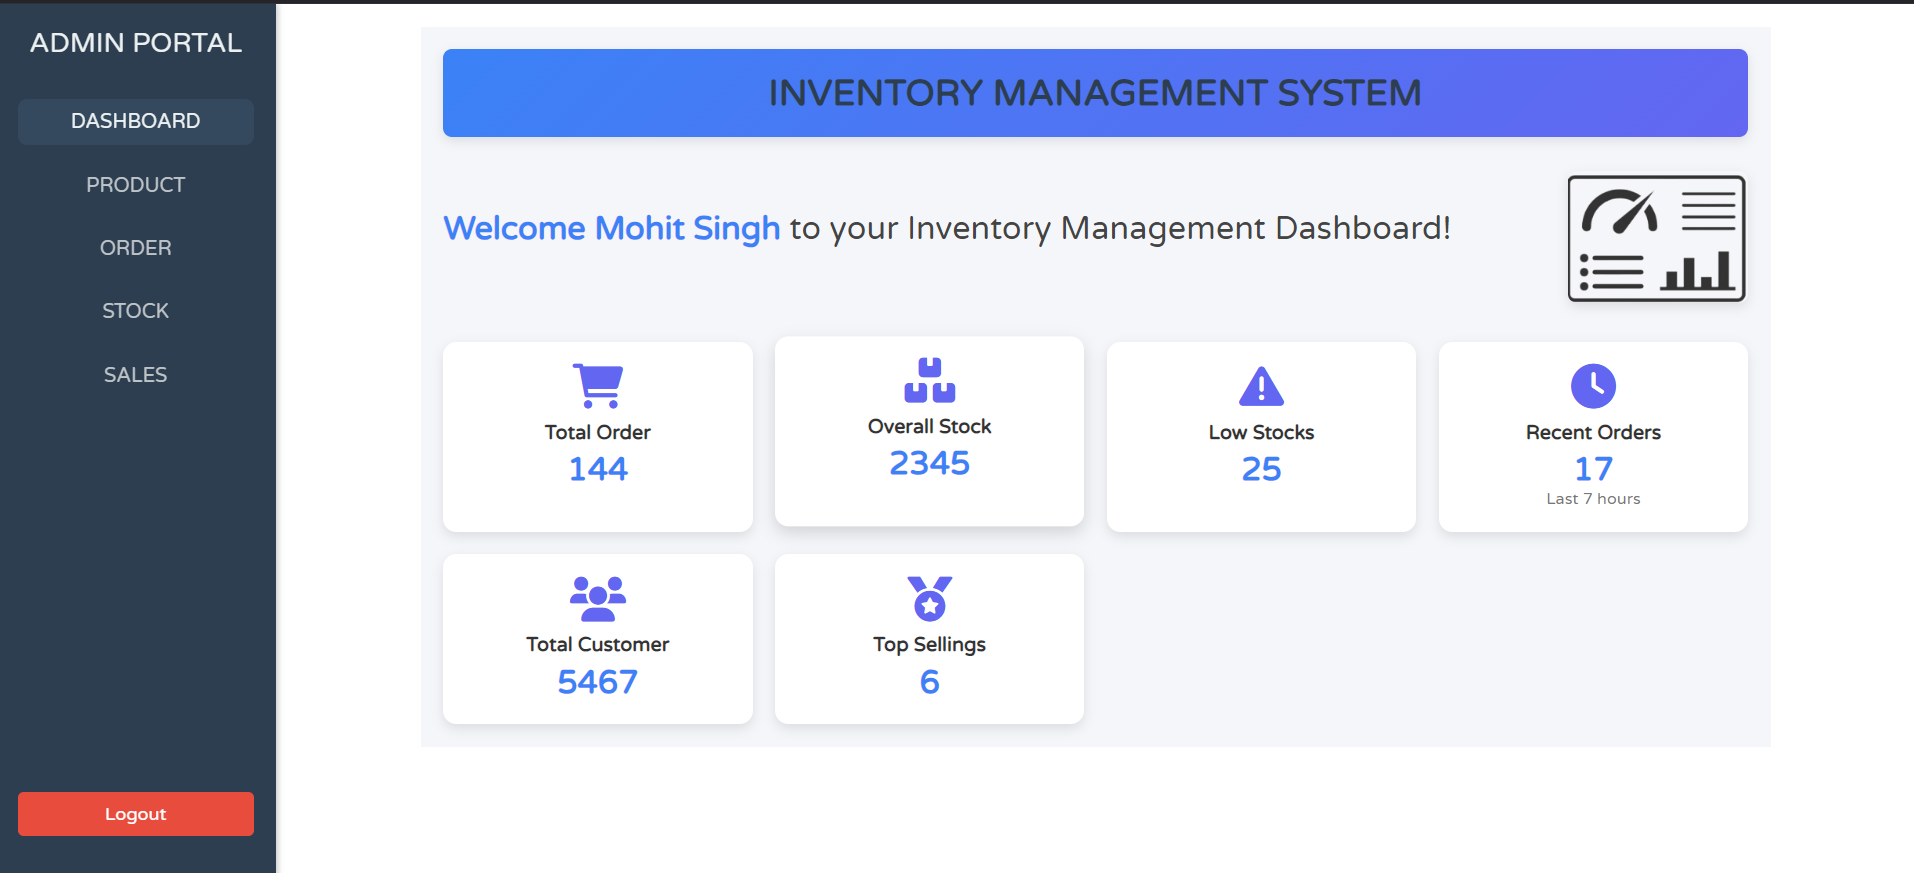 ADMIN PORTAL
DASHBOARD
PRODUCT
ORDER
STOCK
SALES
Logout
INVENTORY MANAGEMENT SYSTEM
Welcome Mohit Singh to your Inventory Management Dashboard!
Total Order
144
Overall Stock
2345
Low Stocks
25
Recent Orders
17
Last 7 hours
Total Customer
5467
Top Sellings
6